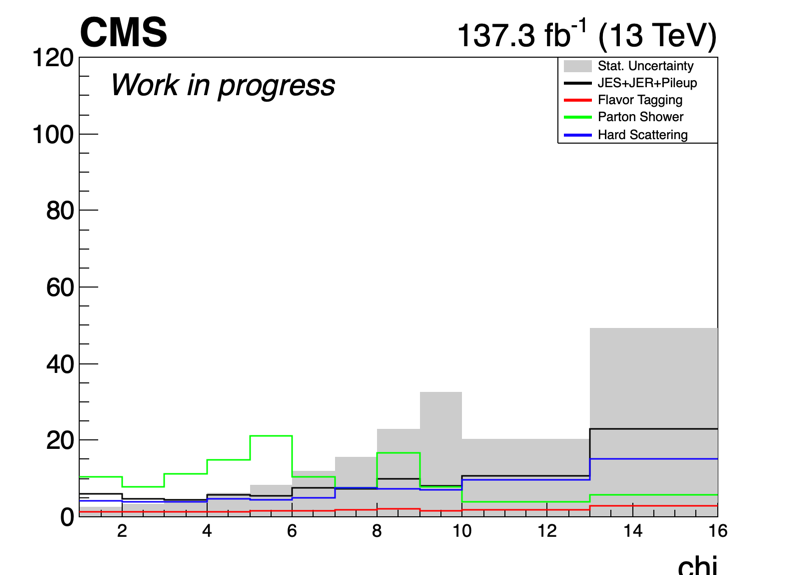 CMS 137.3 fb-1 (13 TeV)
Work in progress
Stat. Uncertainty
JES+JER+Pileup
Flavor Tagging
Parton Shower
Hard Scattering
120
100
80
60
40
20
0
2 4 6 8 10 12 14 16
chi